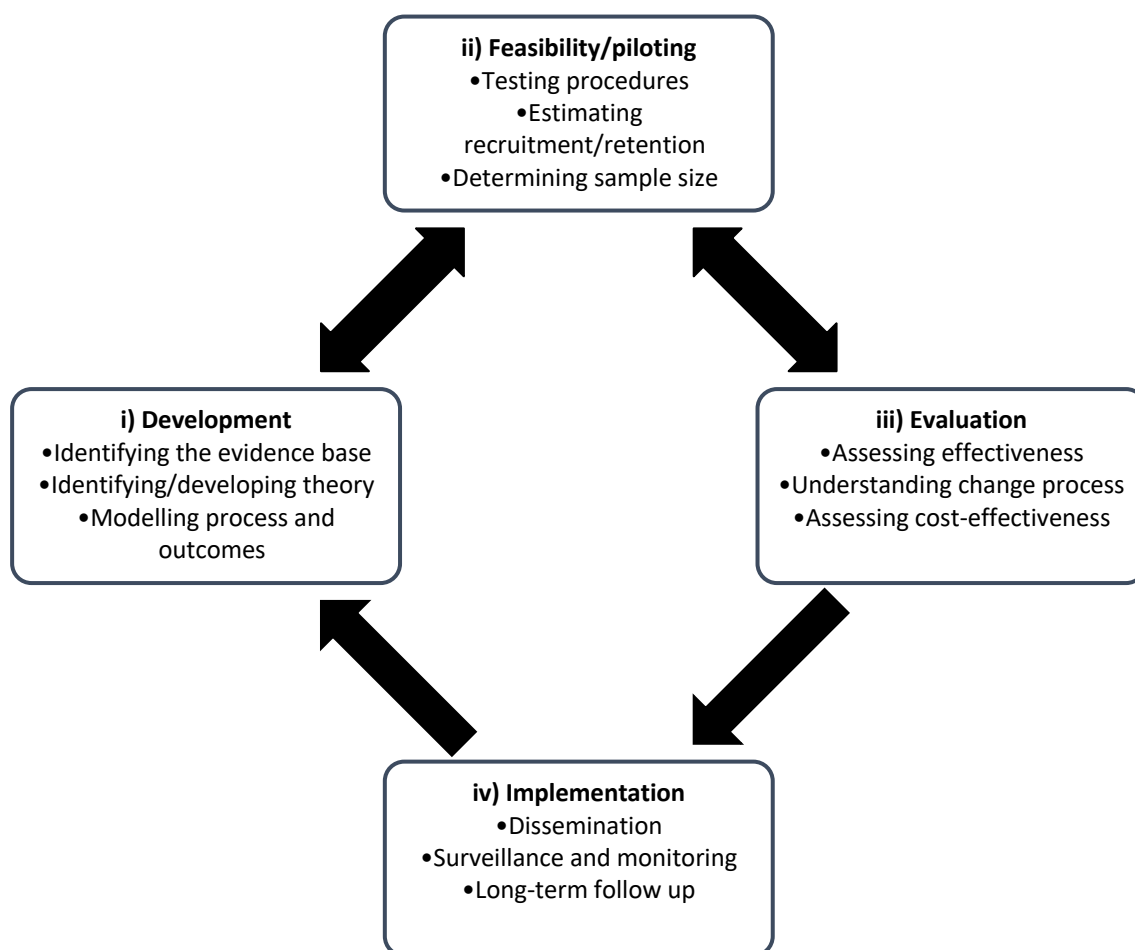 ii) Feasibility/piloting
•Testing procedures
•Estimating
recruitment/retention
•Determining sample size
i) Development
•Identifying the evidence base
•Identifying/developing theory
•Modelling process and
outcomes
iii) Evaluation
•Assessing effectiveness
•Understanding change process
•Assessing cost-effectiveness
iv) Implementation
•Dissemination
•Surveillance and monitoring
•Long-term follow up